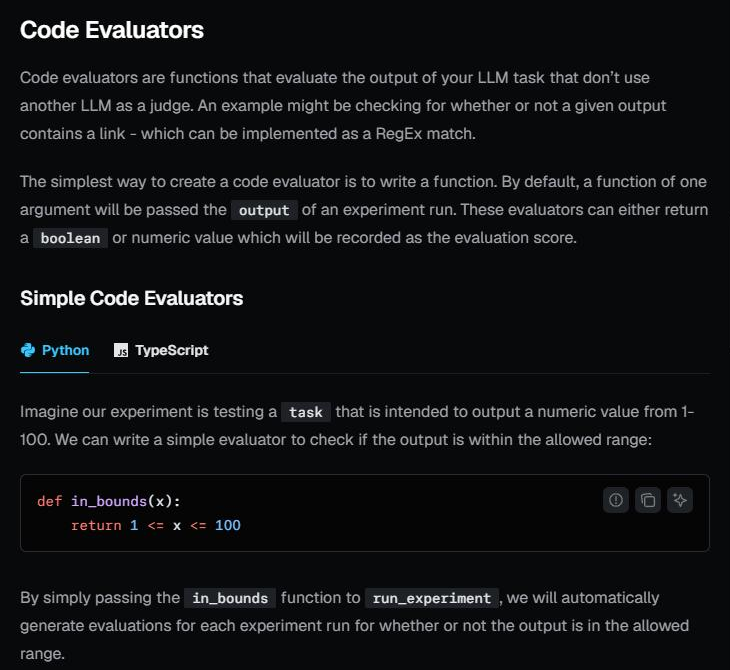 Code Evaluators
Code evaluators are functions that evaluate the output of your LLM task that don’t use
another LLM as a judge. An example might be checking for whether or not a given output
contains a link - which can be implemented as a RegEx match.
The simplest way to create a code evaluator is to write a function. By default, a function of one
argument will be passed the output of an experiment run. These evaluators can either return
a boolean or numeric value which will be recorded as the evaluation score.
Simple Code Evaluators
Python JS TypeScript
Imagine our experiment is testing a task that is intended to output a numeric value from 1-
100. We can write a simple evaluator to check if the output is within the allowed range:
def in_bounds(x):
    return 1 <= x <= 100
By simply passing the in_bounds function to run_experiment, we will automatically
generate evaluations for each experiment run for whether or not the output is in the allowed
range.